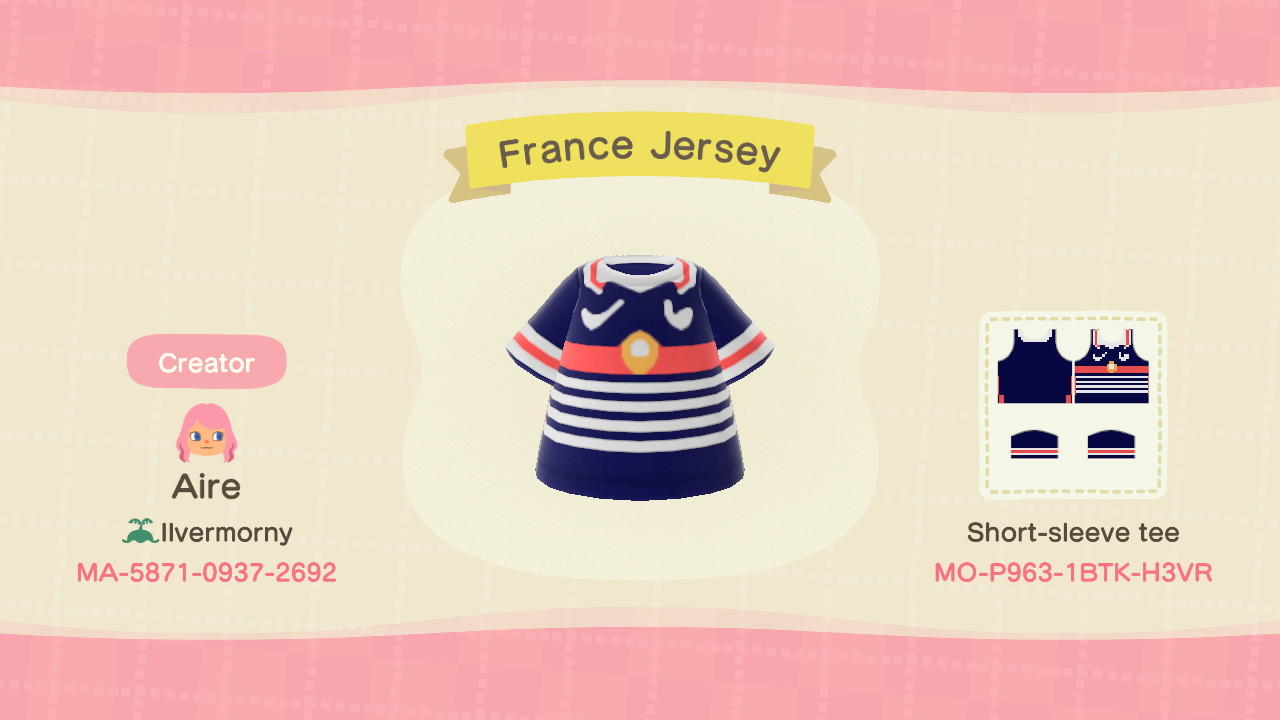 France Jersey
Creator
Aire
Ilvermorny
MA-5871-0937-2692
Short-sleeve tee
MO-P963-1BTK-H3VR